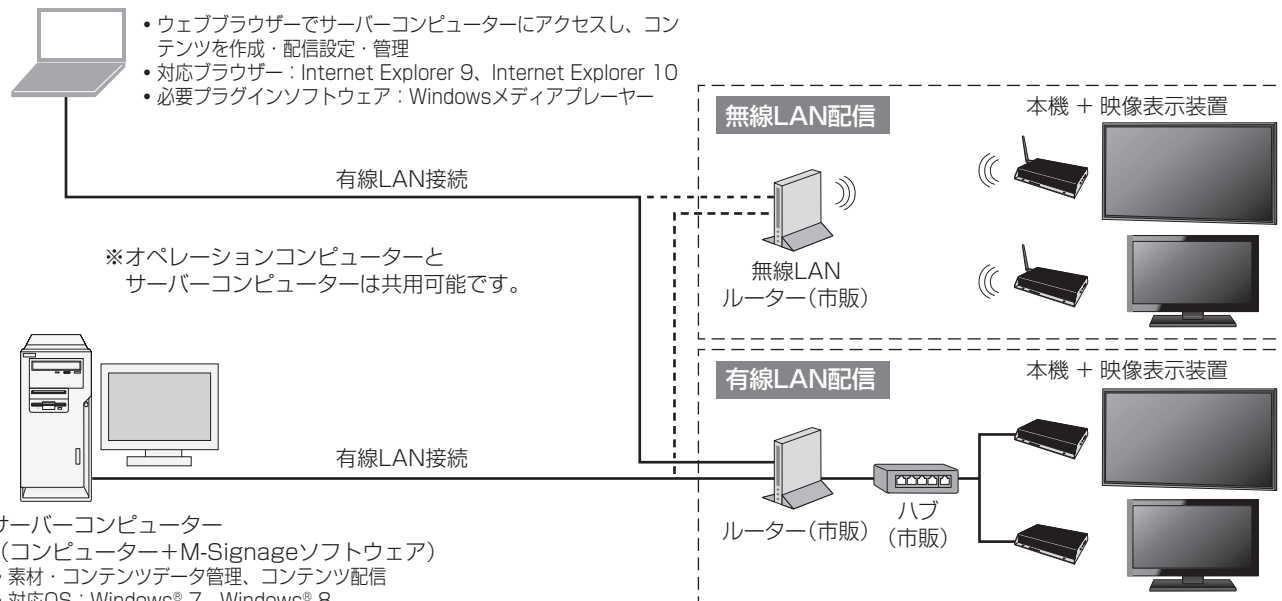 • ウェブブラウザーでサーバーコンピューターにアクセスし、コン
テンツを作成・配信設定・管理
• 対応ブラウザー：Internet Explorer 9、Internet Explorer 10
• 必要プラグインソフトウェア：Windowsメディアプレーヤー
無線LAN配信
本機 + 映像表示装置
有線LAN接続
※オペレーションコンピューターと
サーバーコンピューターは共用可能です。
無線LAN
ルーター(市販)
有線LAN配信
本機 + 映像表示装置
有線LAN接続
ルーター(市販)
ハブ
(市販)
サーバーコンピューター
(コンピューター+M-Signageソフトウェア)
• 素材・コンテンツデータ管理、コンテンツ配信
• 対応OS：Windows® 7、Windows® 8